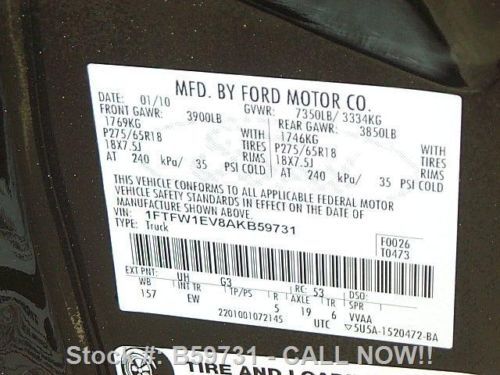 MFD. BY FORD MOTOR CO.
DATE: 01/10 GVWR: 7350LB/ 3334KG
FRONT GAWR: 3900LB REAR GAWR: 3850LB
1769KG WITH 1746KG WITH
P275/65R18 TIRES P275/65R18 TIRES
18X7.5J RIMS 18X7.5J RIMS
AT 240 kPa/ 35 PSI COLD AT 240 kPa/ 35 PSI COLD
THIS VEHICLE CONFORMS TO ALL APPLICABLE FEDERAL MOTOR
VEHICLE SAFETY STANDARDS IN EFFECT ON THE DATE OF
MANUFACTURE SHOWN ABOVE.
VIN: 1FTFW1EV8AKB59731
TYPE: Truck
F0026
T0473
EXT PNT: UH G3 RC: 53 DSO:
WB INT TR TP/PS R AXLE TR SPR
157 EW 5 19 6 VVAA
2201001072145 UTC ▽5U5A-1520472-BA
Stock#: B59731 - CALL NOW!!